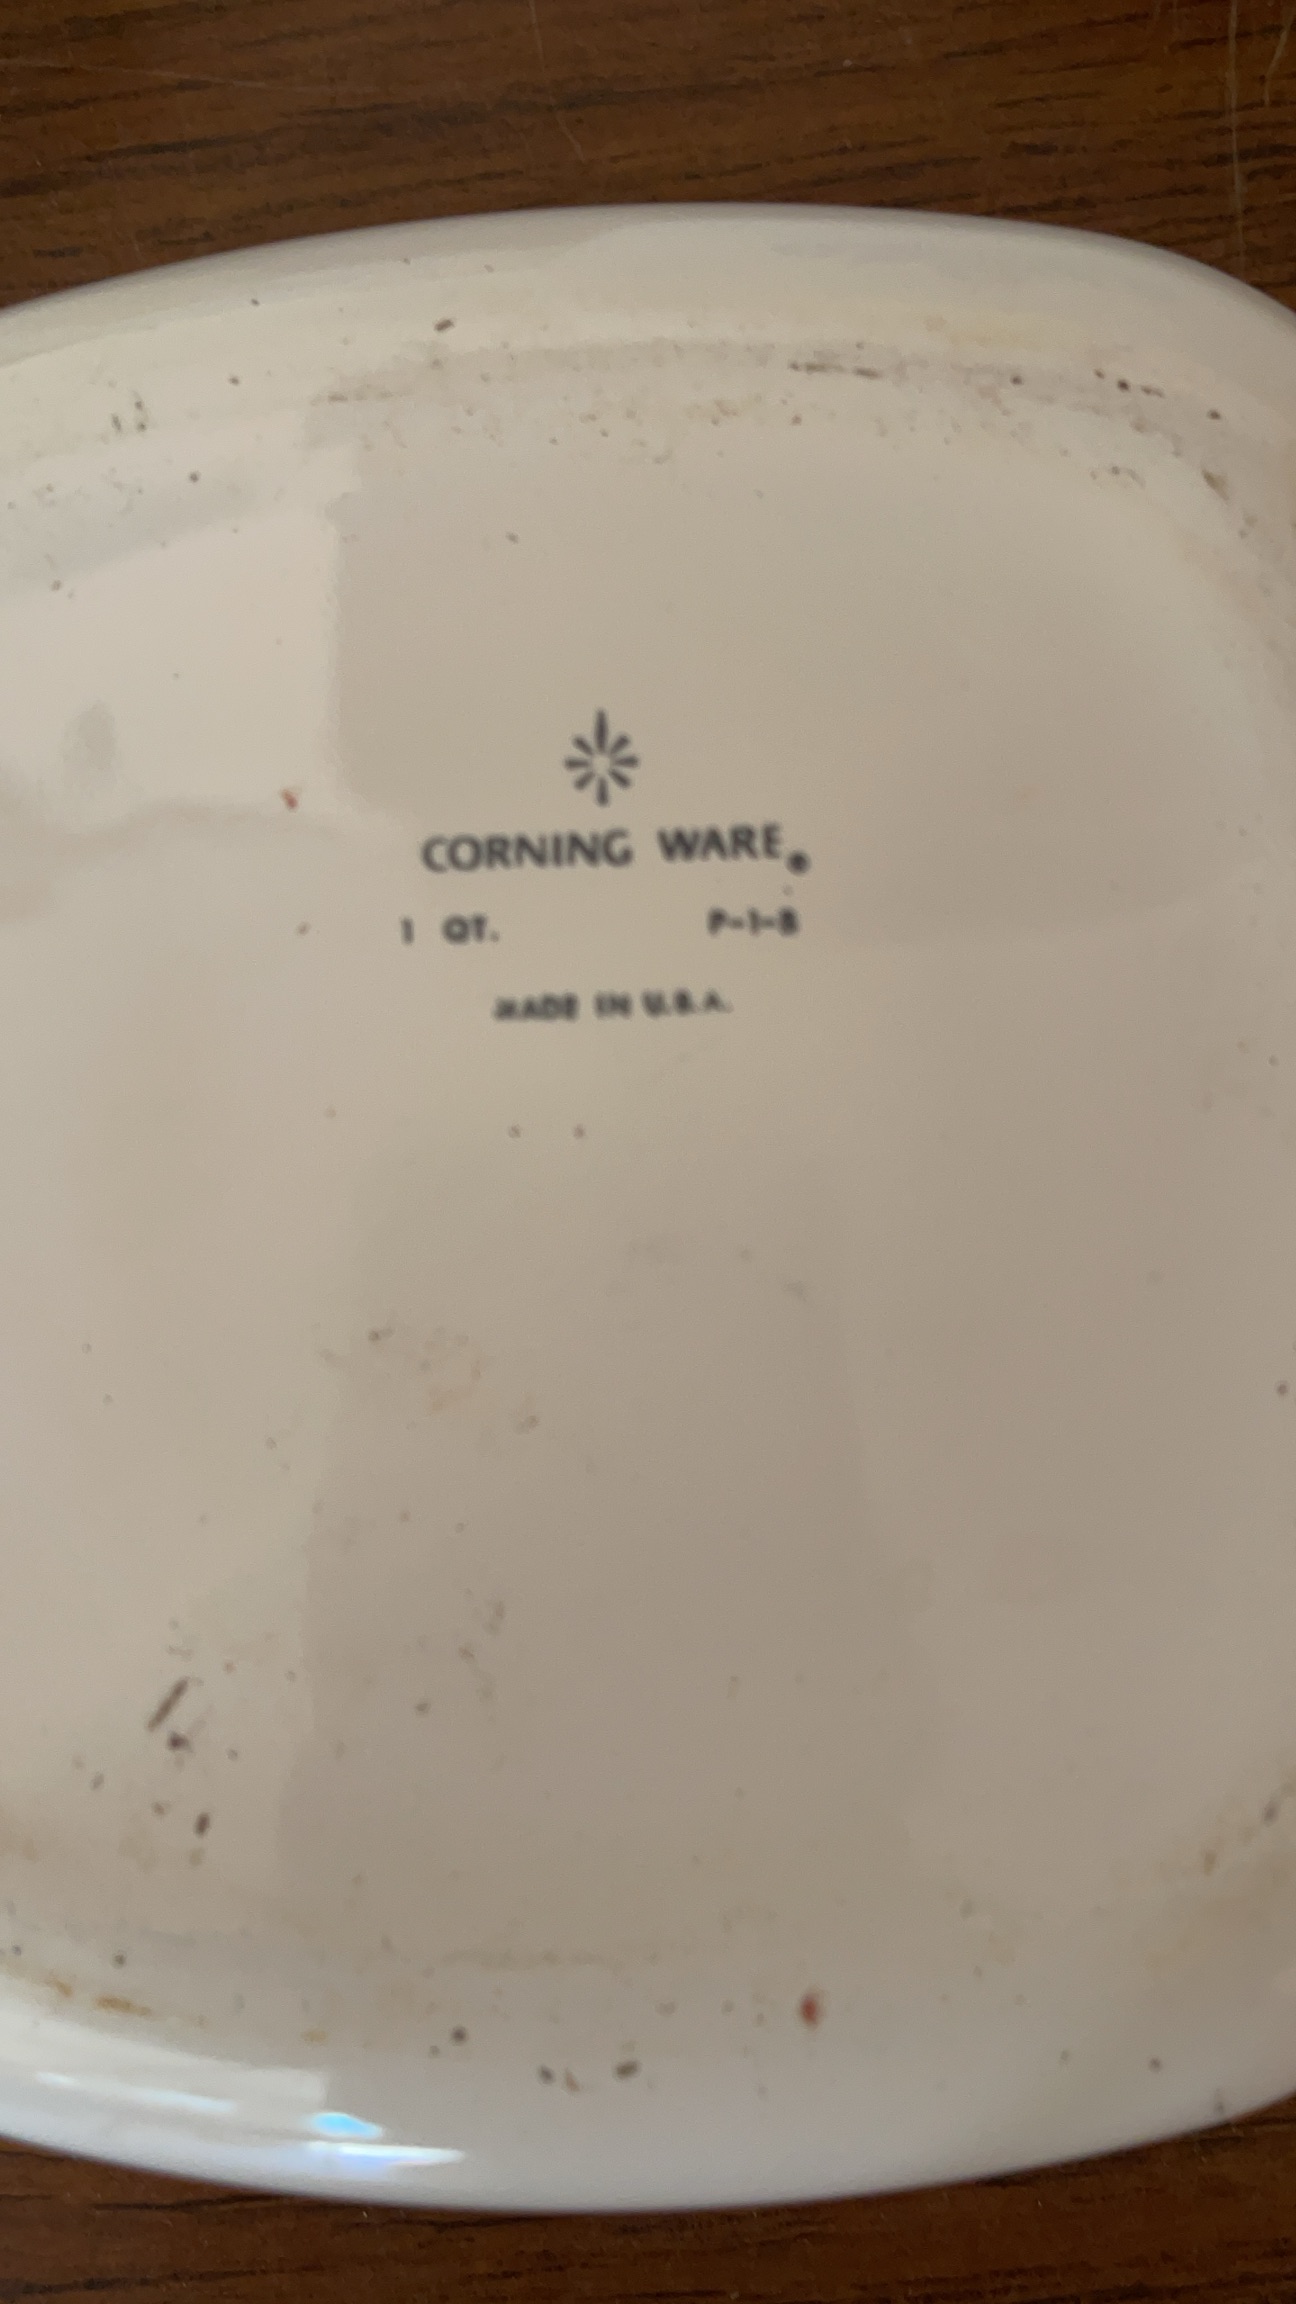 CORNING WARE®
1 QT. P-1-B
MADE IN U.S.A.